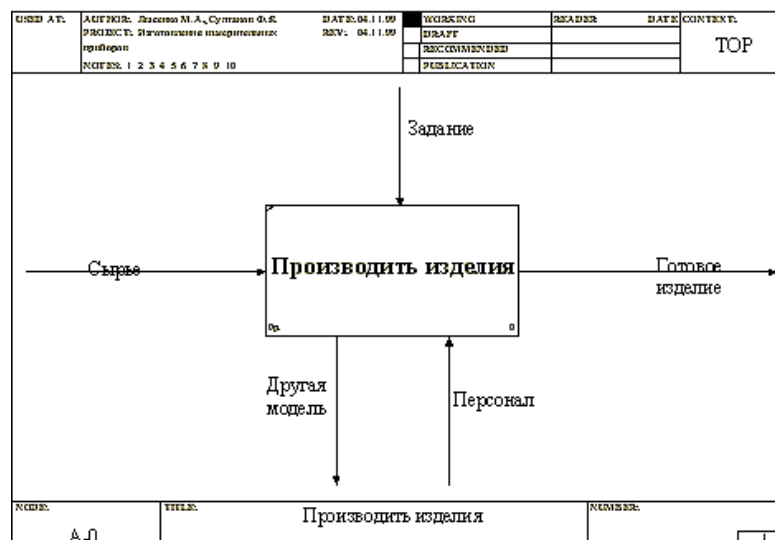 USED AT:
AUTHOR: Лысенко М.А., Султанов Ф.Я.
DATE: 04.11.99
PROJECT: Изготовление измерительных
приборов
REV: 04.11.99
NOTES: 1 2 3 4 5 6 7 8 9 10
WORKING
DRAFT
RECOMMENDED
PUBLICATION
READER DATE
CONTEXT:
TOP
Задание
Сырье
Производить изделия
0р.
0
Готовое
изделие
Другая
модель
Персонал
NODE:
A-0
TITLE:
Производить изделия
NUMBER: